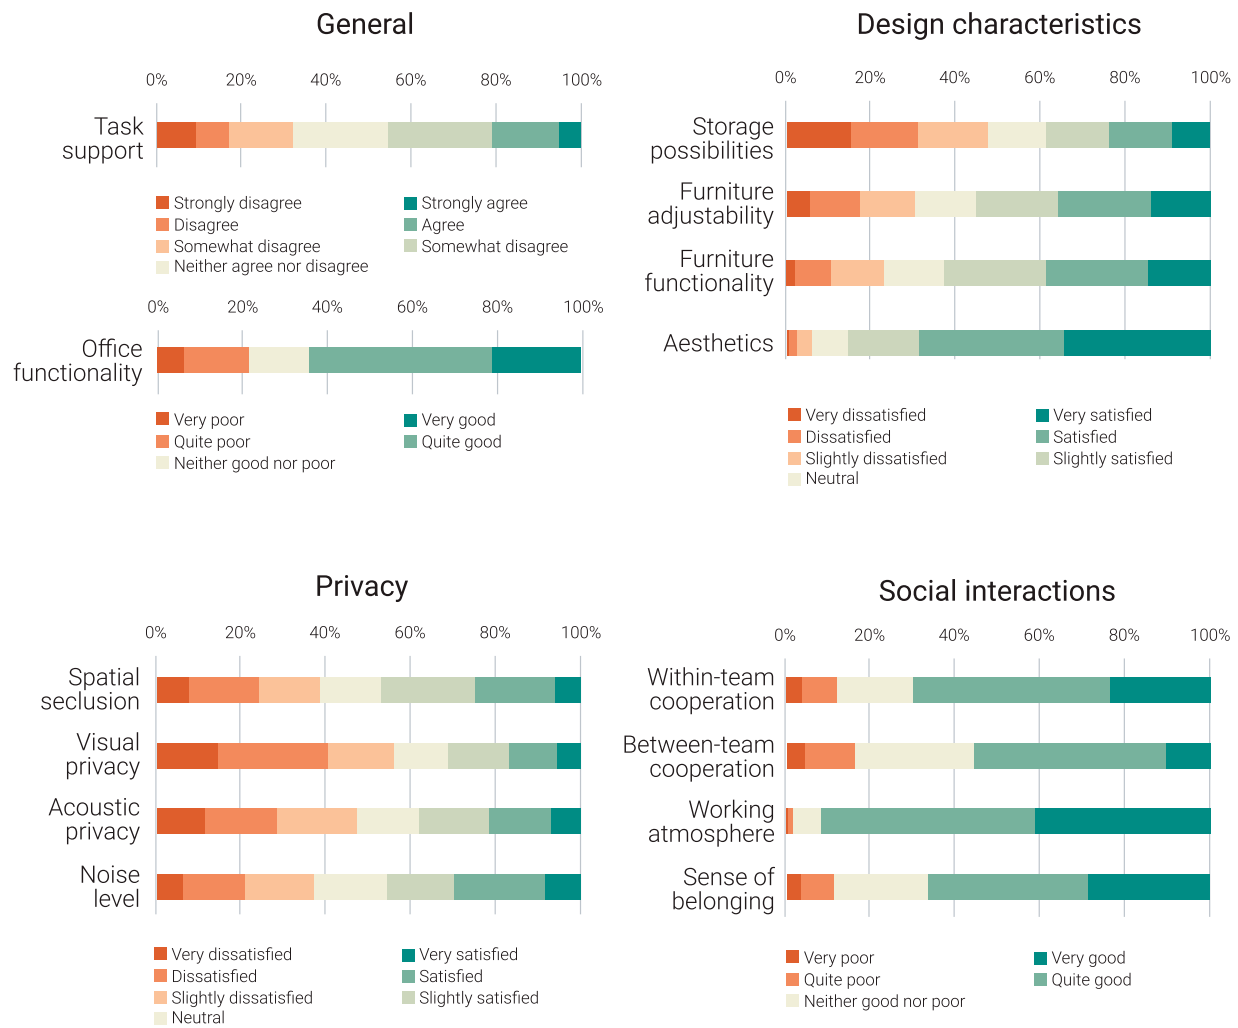 General
0% 20% 40% 60% 80% 100%
Task
support
Strongly disagree
Disagree
Somewhat disagree
Neither agree nor disagree
Strongly agree
Agree
Somewhat disagree
0% 20% 40% 60% 80% 100%
Office
functionality
Very poor
Quite poor
Neither good nor poor
Very good
Quite good
Design characteristics
0% 20% 40% 60% 80% 100%
Storage
possibilities
Furniture
adjustability
Furniture
functionality
Aesthetics
Very dissatisfied
Dissatisfied
Slightly dissatisfied
Neutral
Very satisfied
Satisfied
Slightly satisfied
Privacy
0% 20% 40% 60% 80% 100%
Spatial
seclusion
Visual
privacy
Acoustic
privacy
Noise
level
Very dissatisfied
Dissatisfied
Slightly dissatisfied
Neutral
Very satisfied
Satisfied
Slightly satisfied
Social interactions
0% 20% 40% 60% 80% 100%
Within-team
cooperation
Between-team
cooperation
Working
atmosphere
Sense of
belonging
Very poor
Quite poor
Neither good nor poor
Very good
Quite good